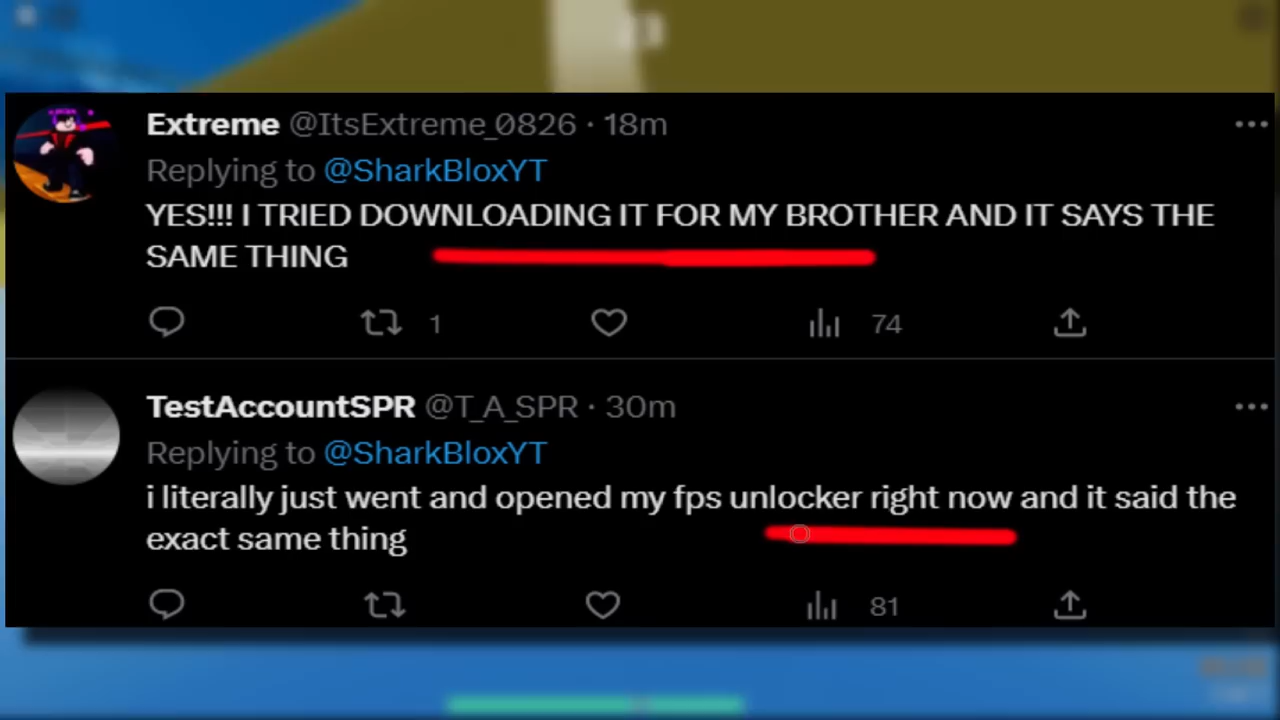 Extreme @ItsExtreme_0826 · 18m
Replying to @SharkBloxYT
YES!!! I TRIED DOWNLOADING IT FOR MY BROTHER AND IT SAYS THE
SAME THING
1 74
TestAccountSPR @T_A_SPR · 30m
Replying to @SharkBloxYT
i literally just went and opened my fps unlocker right now and it said the
exact same thing
81